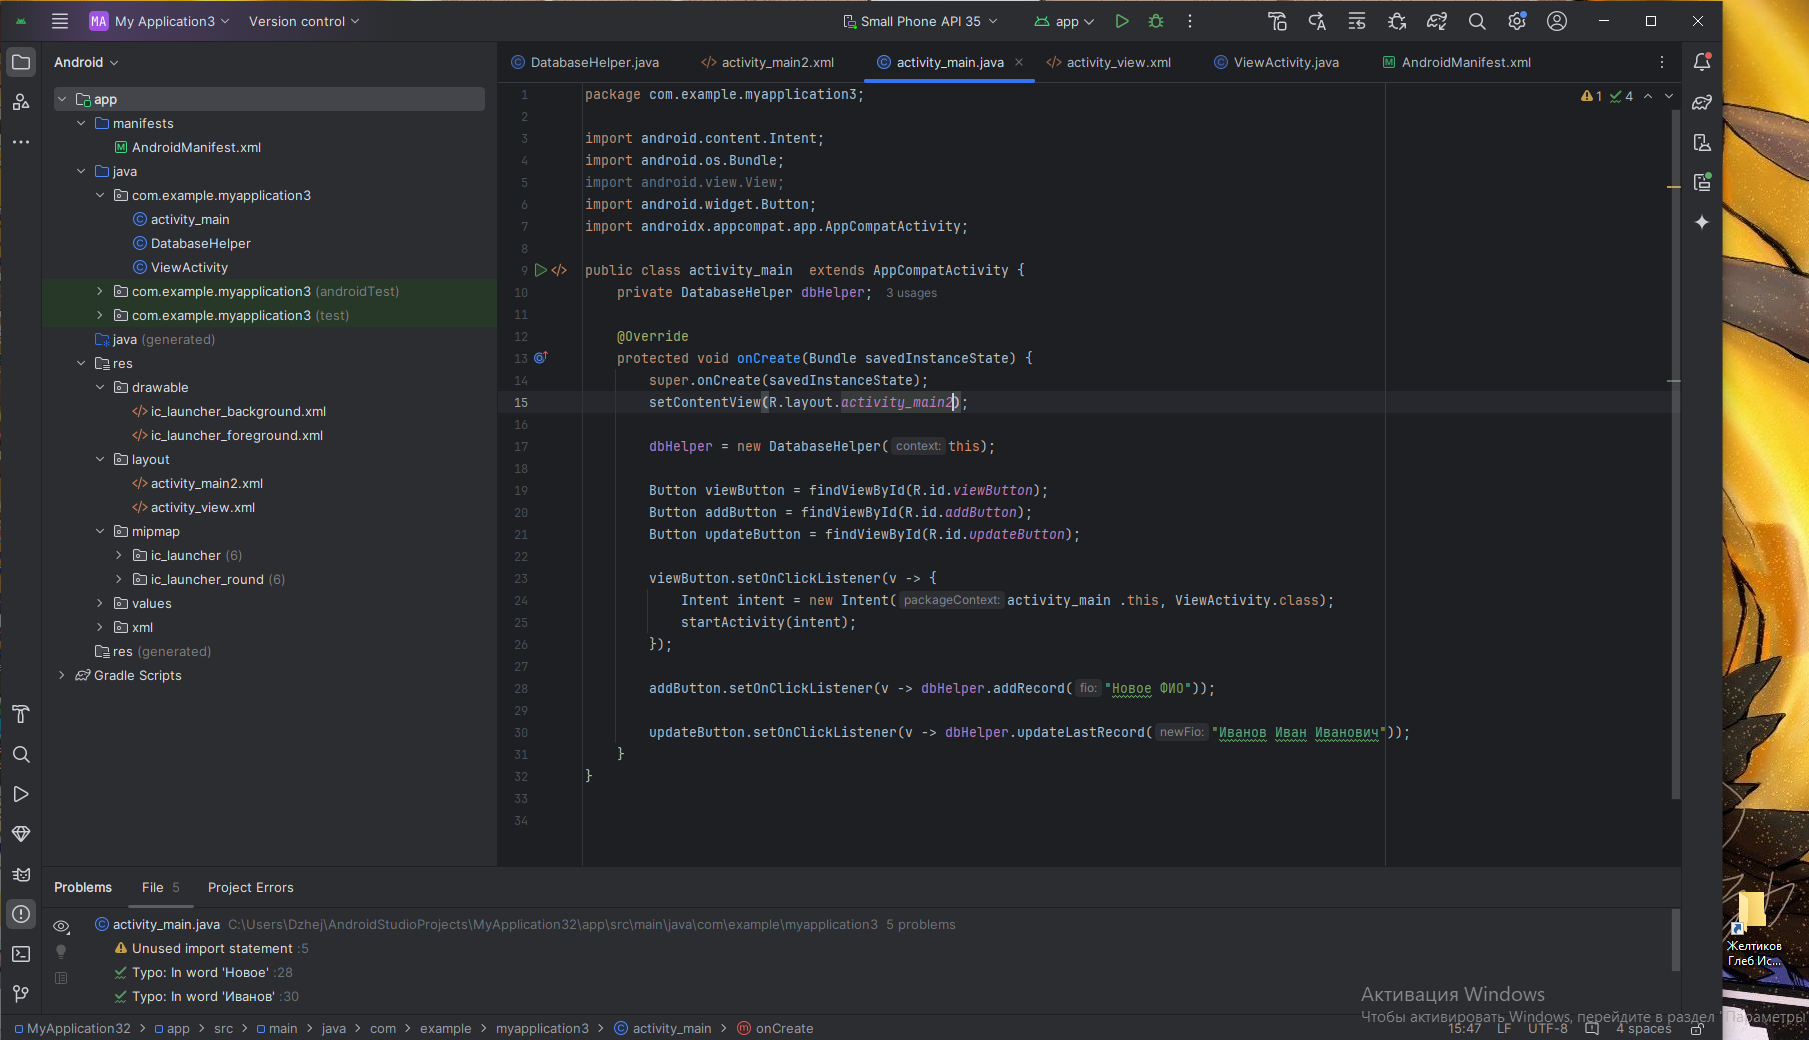 MA My Application3 Version control Small Phone API 35 app
Android
DatabaseHelper.java activity_main2.xml activity_main.java activity_view.xml ViewActivity.java AndroidManifest.xml
app
manifests
AndroidManifest.xml
java
com.example.myapplication3
activity_main
DatabaseHelper
ViewActivity
com.example.myapplication3 (androidTest)
com.example.myapplication3 (test)
java (generated)
res
drawable
ic_launcher_background.xml
ic_launcher_foreground.xml
layout
activity_main2.xml
activity_view.xml
mipmap
ic_launcher (6)
ic_launcher_round (6)
values
xml
res (generated)
Gradle Scripts
1 package com.example.myapplication3; 1 4
2
3 import android.content.Intent;
4 import android.os.Bundle;
5 import android.view.View;
6 import android.widget.Button;
7 import androidx.appcompat.app.AppCompatActivity;
8
9 public class activity_main extends AppCompatActivity {
10 private DatabaseHelper dbHelper; 3 usages
11
12 @Override
13 protected void onCreate(Bundle savedInstanceState) {
14 super.onCreate(savedInstanceState);
15 setContentView(R.layout.activity_main2);
16
17 dbHelper = new DatabaseHelper( context: this);
18
19 Button viewButton = findViewById(R.id.viewButton);
20 Button addButton = findViewById(R.id.addButton);
21 Button updateButton = findViewById(R.id.updateButton);
22
23 viewButton.setOnClickListener(v -> {
24 Intent intent = new Intent( packageContext: activity_main .this, ViewActivity.class);
25 startActivity(intent);
26 });
27
28 addButton.setOnClickListener(v -> dbHelper.addRecord( fio: "Новое ФИО"));
29
30 updateButton.setOnClickListener(v -> dbHelper.updateLastRecord( newFio: "Иванов Иван Иванович"));
31 }
32 }
33
34
Problems File 5 Project Errors
activity_main.java C:\Users\Dzhej\AndroidStudioProjects\MyApplication32\app\src\main\java\com\example\myapplication3 5 problems
Unused import statement :5
Typo: In word 'Новое' :28
Typo: In word 'Иванов' :30
MyApplication32 > app > src > main > java > com > example > myapplication3 > activity_main > onCreate
15:47 LF UTF-8 4 spaces
Желтиков
Глеб Ис...
Активация Windows
Чтобы активировать Windows, перейдите в раздел "Параметры